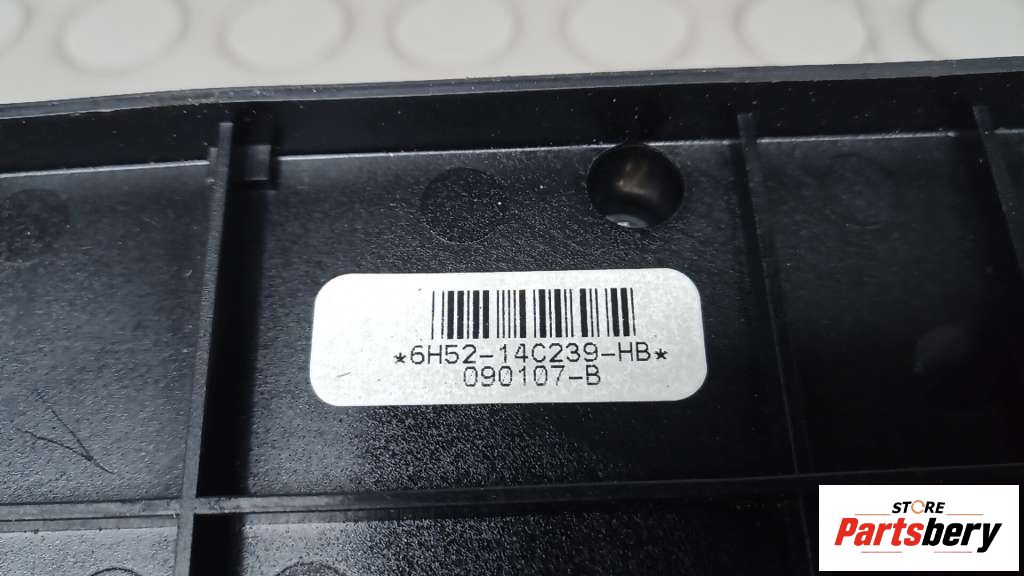 *6H52-14C239-HB*
090107-B
STORE
Partsbery